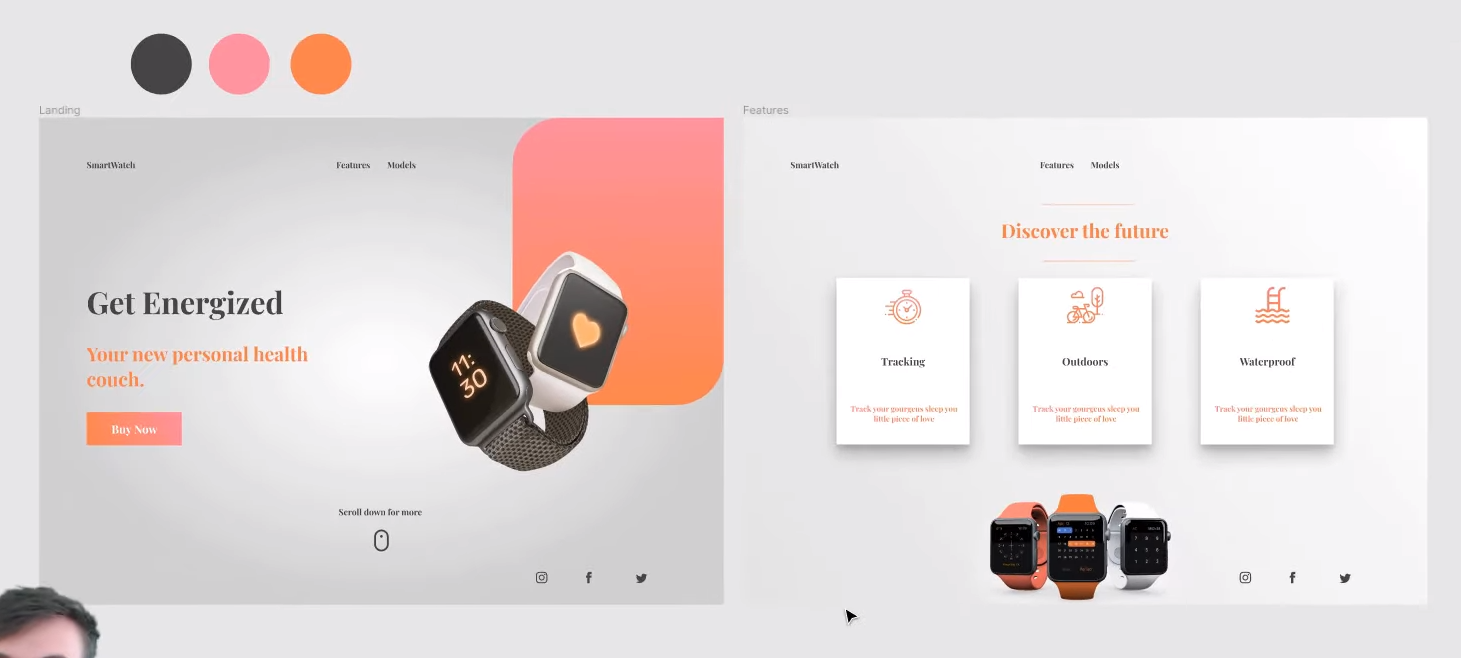 Landing
SmartWatch
Features
Models
Get Energized
Your new personal health
couch.
Buy Now
11:
30
Scroll down for more
Features
SmartWatch
Features
Models
Discover the future
Tracking
Track your gourgeus sleep you
little piece of love
Outdoors
Track your gourgeus sleep you
little piece of love
Waterproof
Track your gourgeus sleep you
little piece of love